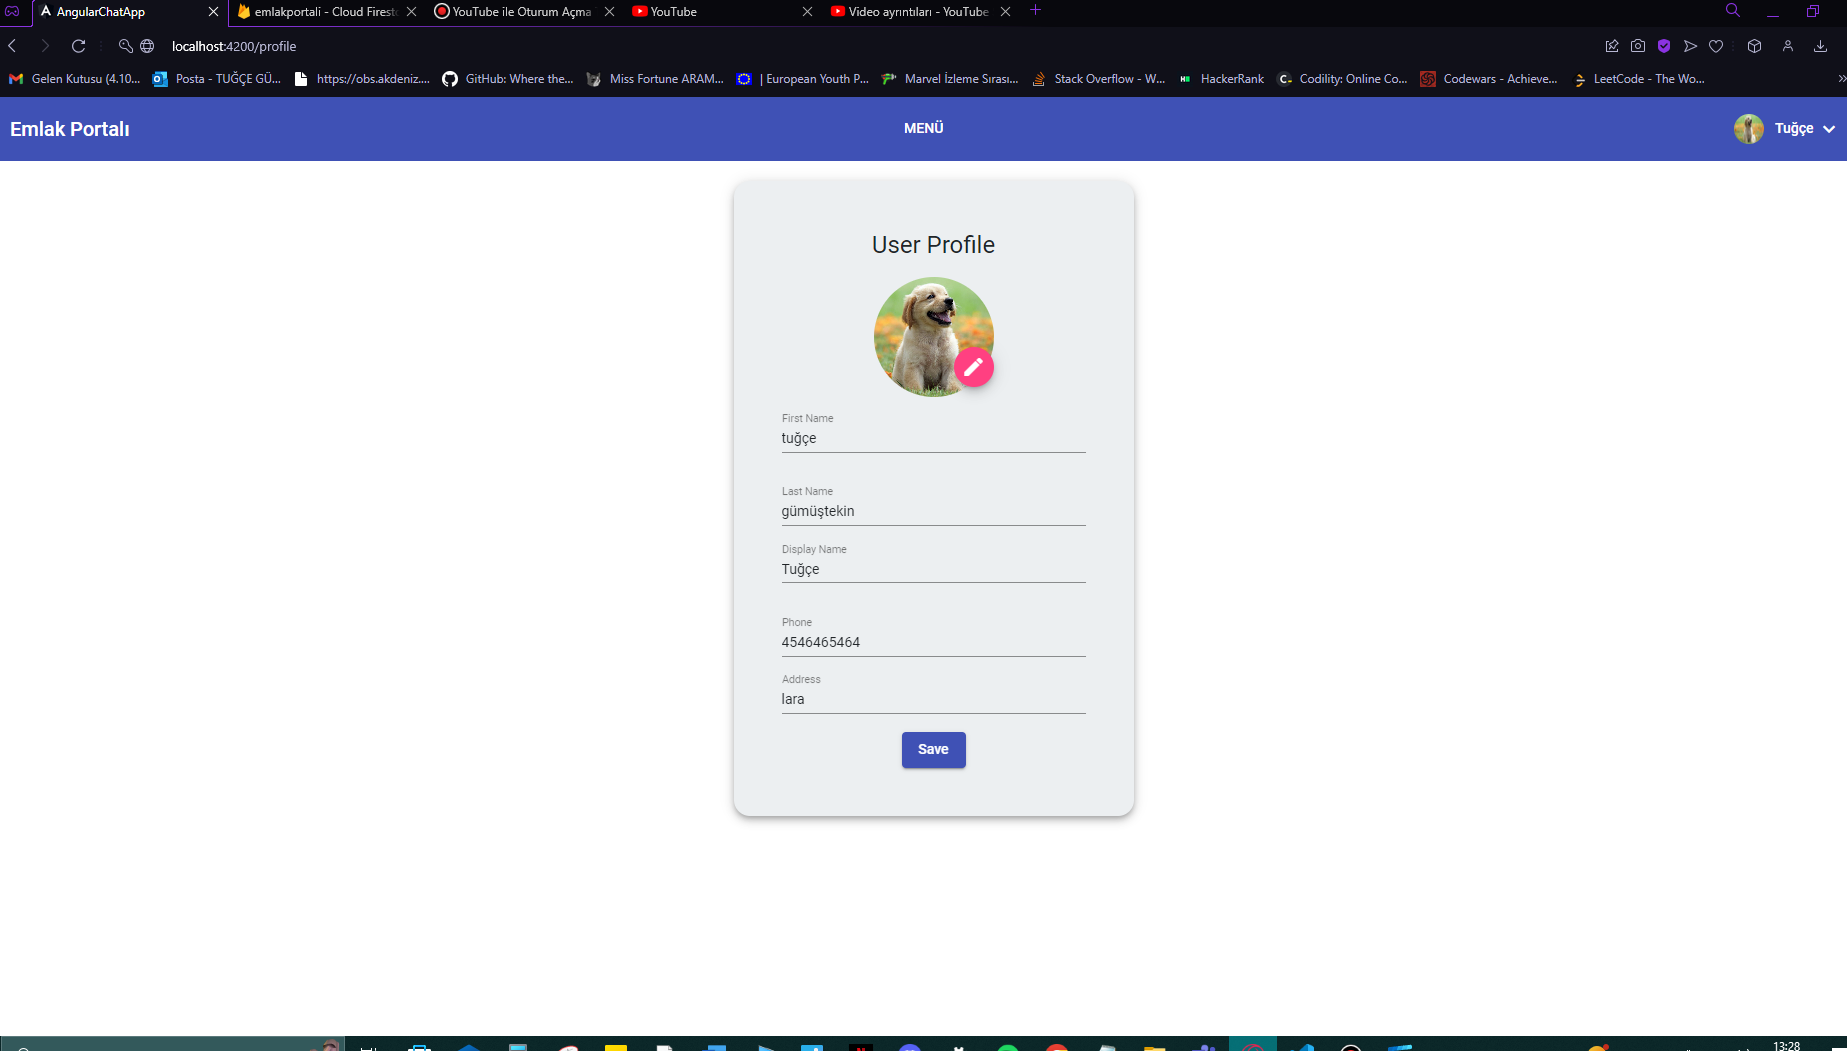 AngularChatApp
emlakportali - Cloud Firest
YouTube ile Oturum Açma
YouTube
Video ayrıntıları - YouTube
localhost:4200/profile
Gelen Kutusu (4.10...
Posta - TUĞÇE GÜ...
https://obs.akdeniz....
GitHub: Where the...
Miss Fortune ARAM...
| European Youth P...
Marvel İzleme Sırası...
Stack Overflow - W...
HackerRank
Codility: Online Co...
Codewars - Achieve...
LeetCode - The Wo...
Emlak Portalı
MENÜ
Tuğçe
User Profile
First Name
tuğçe
Last Name
gümüştekin
Display Name
Tuğçe
Phone
4546465464
Address
lara
Save
13:28